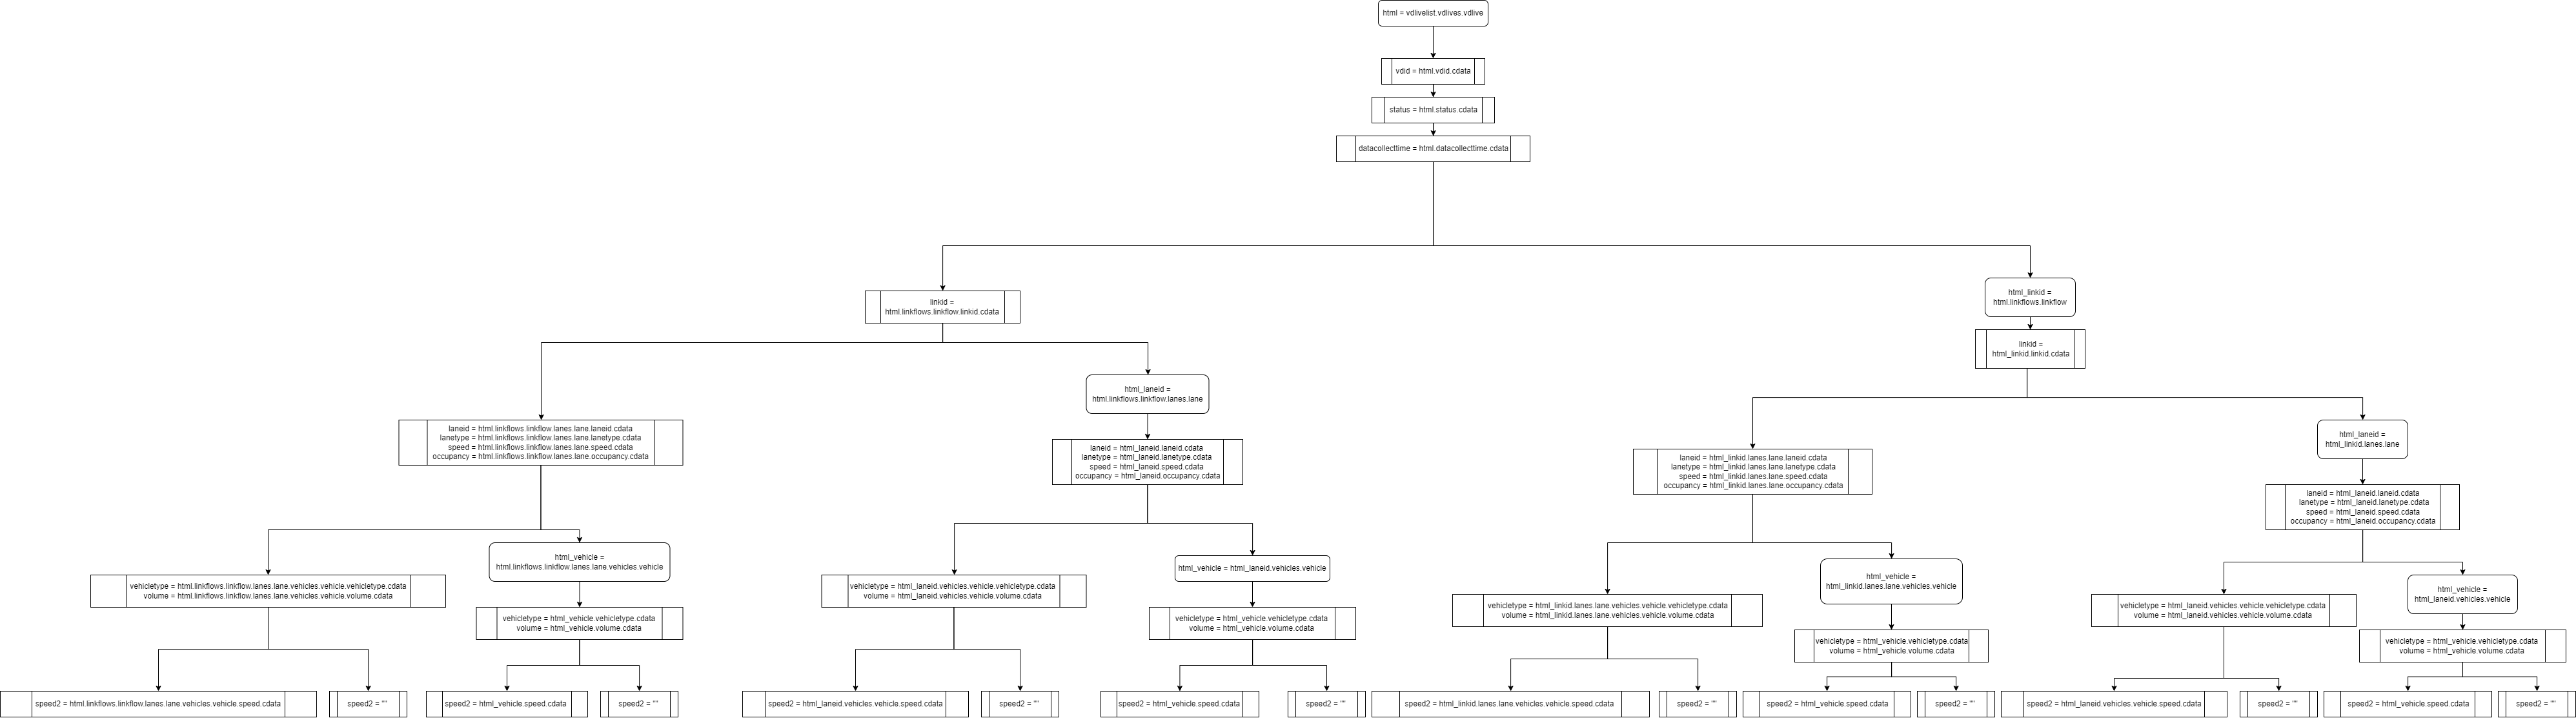 html = vdlivelist.vdlives.vdlive
vdid = html.vdid.cdata
status = html.status.cdata
datacollecttime = html.datacollecttime.cdata
linkid =
html.linkflows.linkflow.linkid.cdata
html_linkid =
html.linkflows.linkflow
linkid =
html_linkid.linkid.cdata
html_laneid =
html.linkflows.linkflow.lanes.lane
laneid = html.linkflows.linkflow.lanes.lane.laneid.cdata
lanetype = html.linkflows.linkflow.lanes.lane.lanetype.cdata
speed = html.linkflows.linkflow.lanes.lane.speed.cdata
occupancy = html.linkflows.linkflow.lanes.lane.occupancy.cdata
laneid = html_laneid.laneid.cdata
lanetype = html_laneid.lanetype.cdata
speed = html_laneid.speed.cdata
occupancy = html_laneid.occupancy.cdata
laneid = html_linkid.lanes.lane.laneid.cdata
lanetype = html_linkid.lanes.lane.lanetype.cdata
speed = html_linkid.lanes.lane.speed.cdata
occupancy = html_linkid.lanes.lane.occupancy.cdata
html_laneid =
html_linkid.lanes.lane
laneid = html_laneid.laneid.cdata
lanetype = html_laneid.lanetype.cdata
speed = html_laneid.speed.cdata
occupancy = html_laneid.occupancy.cdata
vehicletype = html.linkflows.linkflow.lanes.lane.vehicles.vehicle.vehicletype.cdata
volume = html.linkflows.linkflow.lanes.lane.vehicles.vehicle.volume.cdata
html_vehicle =
html.linkflows.linkflow.lanes.lane.vehicles.vehicle
vehicletype = html_vehicle.vehicletype.cdata
volume = html_vehicle.volume.cdata
vehicletype = html_laneid.vehicles.vehicle.vehicletype.cdata
volume = html_laneid.vehicles.vehicle.volume.cdata
html_vehicle = html_laneid.vehicles.vehicle
vehicletype = html_vehicle.vehicletype.cdata
volume = html_vehicle.volume.cdata
vehicletype = html_linkid.lanes.lane.vehicles.vehicle.vehicletype.cdata
volume = html_linkid.lanes.lane.vehicles.vehicle.volume.cdata
html_vehicle =
html_linkid.lanes.lane.vehicles.vehicle
vehicletype = html_vehicle.vehicletype.cdata
volume = html_vehicle.volume.cdata
vehicletype = html_laneid.vehicles.vehicle.vehicletype.cdata
volume = html_laneid.vehicles.vehicle.volume.cdata
html_vehicle =
html_laneid.vehicles.vehicle
vehicletype = html_vehicle.vehicletype.cdata
volume = html_vehicle.volume.cdata
speed2 = html.linkflows.linkflow.lanes.lane.vehicles.vehicle.speed.cdata
speed2 = ""
speed2 = html_vehicle.speed.cdata
speed2 = ""
speed2 = html_laneid.vehicles.vehicle.speed.cdata
speed2 = ""
speed2 = html_vehicle.speed.cdata
speed2 = ""
speed2 = html_linkid.lanes.lane.vehicles.vehicle.speed.cdata
speed2 = ""
speed2 = html_vehicle.speed.cdata
speed2 = ""
speed2 = html_laneid.vehicles.vehicle.speed.cdata
speed2 = ""
speed2 = html_vehicle.speed.cdata
speed2 = ""